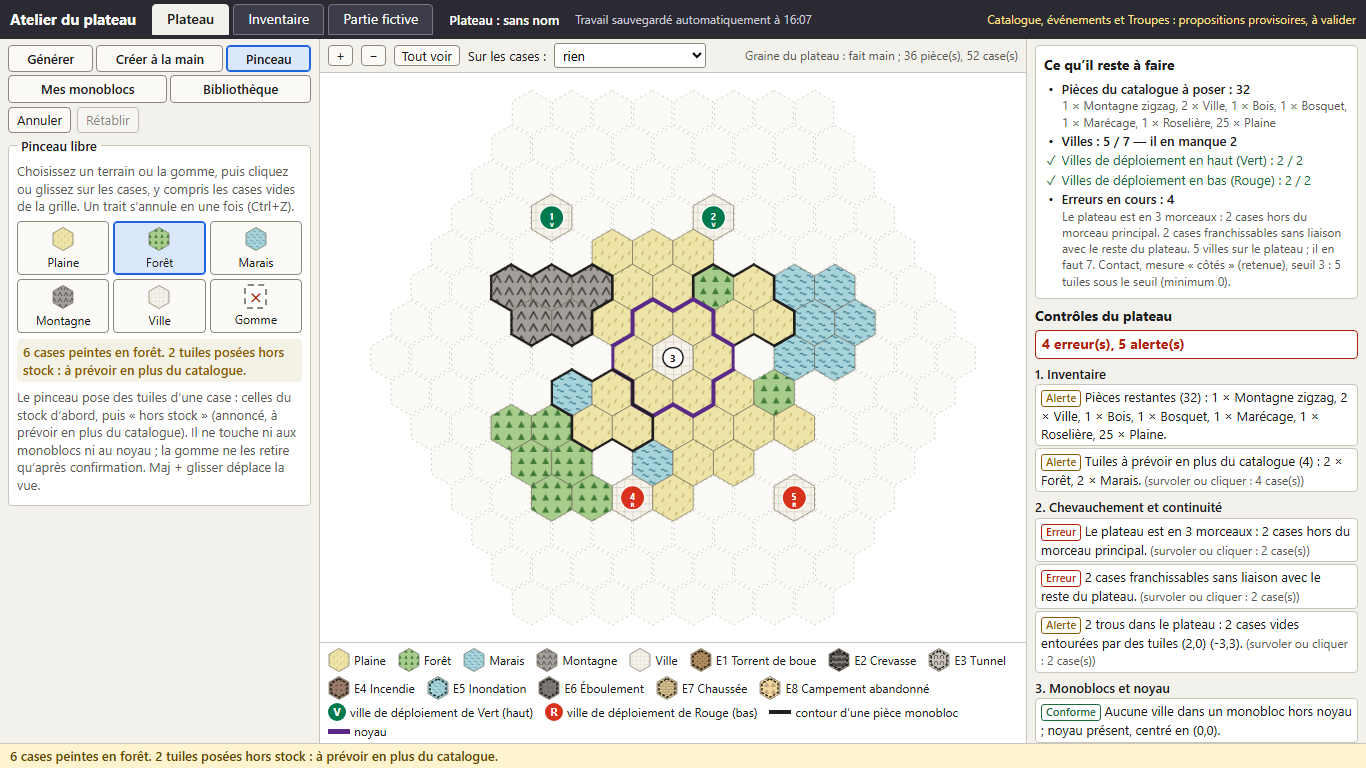 Atelier du plateau
Plateau
Inventaire
Partie fictive
Plateau : sans nom
Travail sauvegardé automatiquement à 16:07
Catalogue, événements et Troupes : propositions provisoires, à valider
Générer
Créer à la main
Pinceau
Mes monoblocs
Bibliothèque
Annuler
Rétablir
Pinceau libre
Choisissez un terrain ou la gomme, puis cliquez
ou glissez sur les cases, y compris les cases vides
de la grille. Un trait s'annule en une fois (Ctrl+Z).
Plaine
Forêt
Marais
Montagne
Ville
Gomme
6 cases peintes en forêt. 2 tuiles posées hors
stock : à prévoir en plus du catalogue.
Le pinceau pose des tuiles d'une case : celles du
stock d'abord, puis « hors stock » (annoncé, à
prévoir en plus du catalogue). Il ne touche ni aux
monoblocs ni au noyau ; la gomme ne les retire
qu'après confirmation. Maj + glisser déplace la
vue.
+
−
Tout voir
Sur les cases :
rien
Graine du plateau : fait main ; 36 pièce(s), 52 case(s)
1
V
2
V
3
4
R
5
R
Plaine
Forêt
Marais
Montagne
Ville
E1 Torrent de boue
E2 Crevasse
E3 Tunnel
E4 Incendie
E5 Inondation
E6 Éboulement
E7 Chaussée
E8 Campement abandonné
V ville de déploiement de Vert (haut)
R ville de déploiement de Rouge (bas)
contour d'une pièce monobloc
noyau
Ce qu'il reste à faire
• Pièces du catalogue à poser : 32
1 × Montagne zigzag, 2 × Ville, 1 × Bois, 1 × Bosquet,
1 × Marécage, 1 × Roselière, 25 × Plaine
• Villes : 5 / 7 — il en manque 2
✓ Villes de déploiement en haut (Vert) : 2 / 2
✓ Villes de déploiement en bas (Rouge) : 2 / 2
• Erreurs en cours : 4
Le plateau est en 3 morceaux : 2 cases hors du
morceau principal. 2 cases franchissables sans liaison
avec le reste du plateau. 5 villes sur le plateau ; il en
faut 7. Contact, mesure « côtés » (retenue), seuil 3 : 5
tuiles sous le seuil (minimum 0).
Contrôles du plateau
4 erreur(s), 5 alerte(s)
1. Inventaire
Alerte Pièces restantes (32) : 1 × Montagne zigzag, 2
× Ville, 1 × Bois, 1 × Bosquet, 1 × Marécage, 1 ×
Roselière, 25 × Plaine.
Alerte Tuiles à prévoir en plus du catalogue (4) : 2 ×
Forêt, 2 × Marais. (survoler ou cliquer : 4 case(s))
2. Chevauchement et continuité
Erreur Le plateau est en 3 morceaux : 2 cases hors du
morceau principal. (survoler ou cliquer : 2 case(s))
Erreur 2 cases franchissables sans liaison avec le
reste du plateau. (survoler ou cliquer : 2 case(s))
Alerte 2 trous dans le plateau : 2 cases vides
entourées par des tuiles (2,0) (-3,3). (survoler ou cliquer
: 2 case(s))
3. Monoblocs et noyau
Conforme Aucune ville dans un monobloc hors noyau
; noyau présent, centré en (0,0).
6 cases peintes en forêt. 2 tuiles posées hors stock : à prévoir en plus du catalogue.